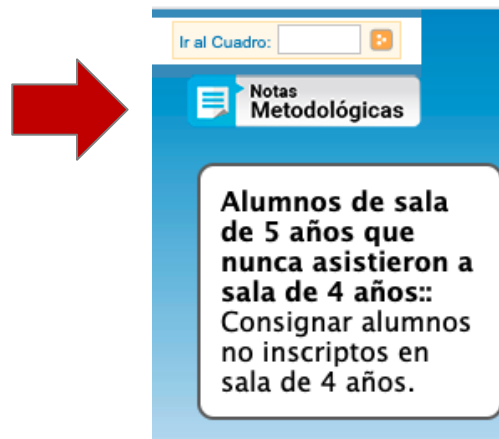 Ir al Cuadro:
Notas
Metodológicas
Alumnos de sala
de 5 años que
nunca asistieron a
sala de 4 años::
Consignar alumnos
no inscriptos en
sala de 4 años.